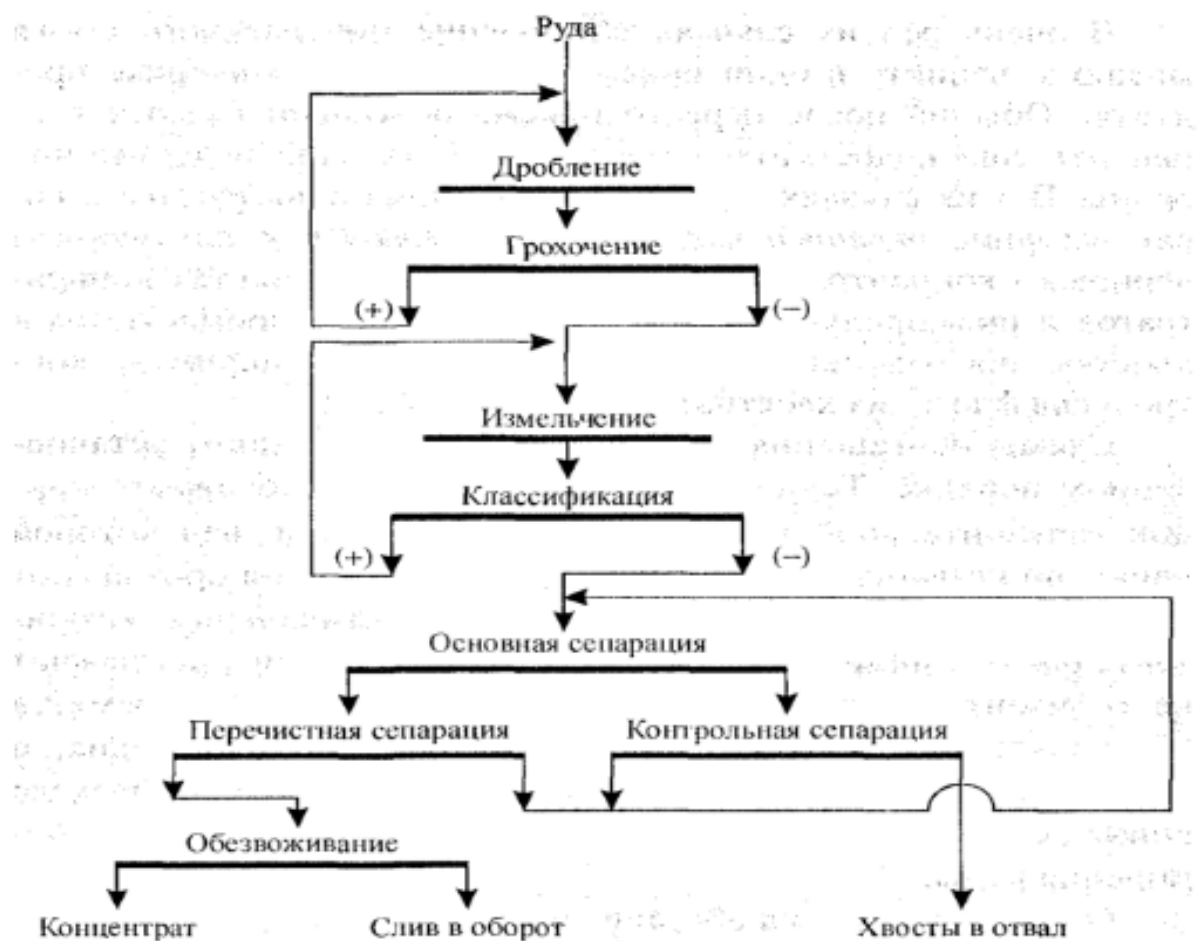 Руда
Дробление
Грохочение
(+)
(−)
Измельчение
Классификация
(+)
(−)
Основная сепарация
Перечистная сепарация
Контрольная сепарация
Обезвоживание
Концентрат
Слив в оборот
Хвосты в отвал